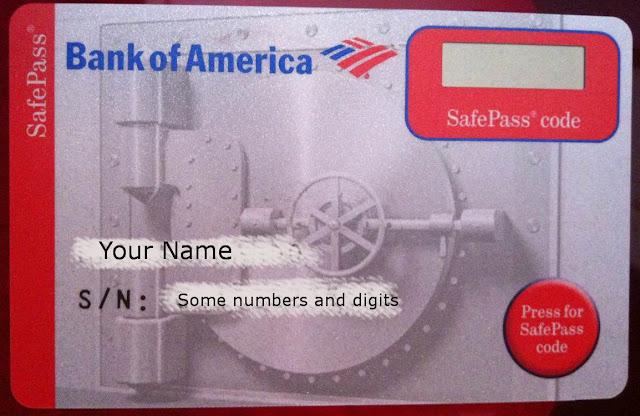 SafePass®
Bank of America
SafePass® code
Your Name
S/N: Some numbers and digits
Press for
SafePass
code